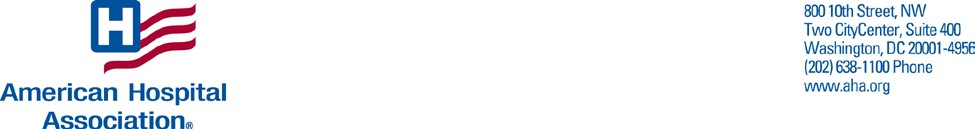 H
American Hospital
Association®
800 10th Street, NW
Two CityCenter, Suite 400
Washington, DC 20001-4956
(202) 638-1100 Phone
www.aha.org